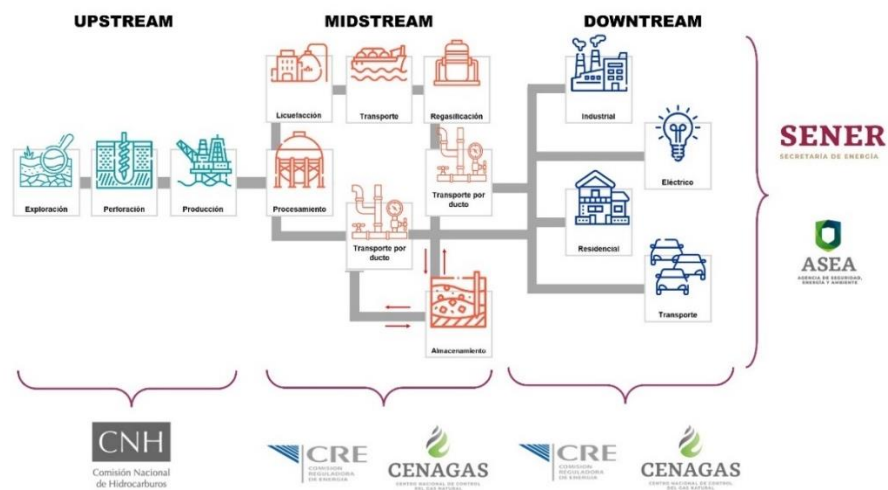 UPSTREAM
MIDSTREAM
DOWNTREAM
Licuefacción
Transporte
Regasificación
Industrial
Exploración
Perforación
Producción
Procesamiento
Transporte por
ducto
Eléctrico
Transporte por
ducto
Residencial
Almacenamiento
Transporte
SENER
SECRETARÍA DE ENERGÍA
ASEA
AGENCIA DE SEGURIDAD,
ENERGÍA Y AMBIENTE
CNH
Comisión Nacional
de Hidrocarburos
CRE
COMISIÓN
REGULADORA
DE ENERGÍA
CENAGAS
CENTRO NACIONAL DE CONTROL
DEL GAS NATURAL
CRE
COMISIÓN
REGULADORA
DE ENERGÍA
CENAGAS
CENTRO NACIONAL DE CONTROL
DEL GAS NATURAL